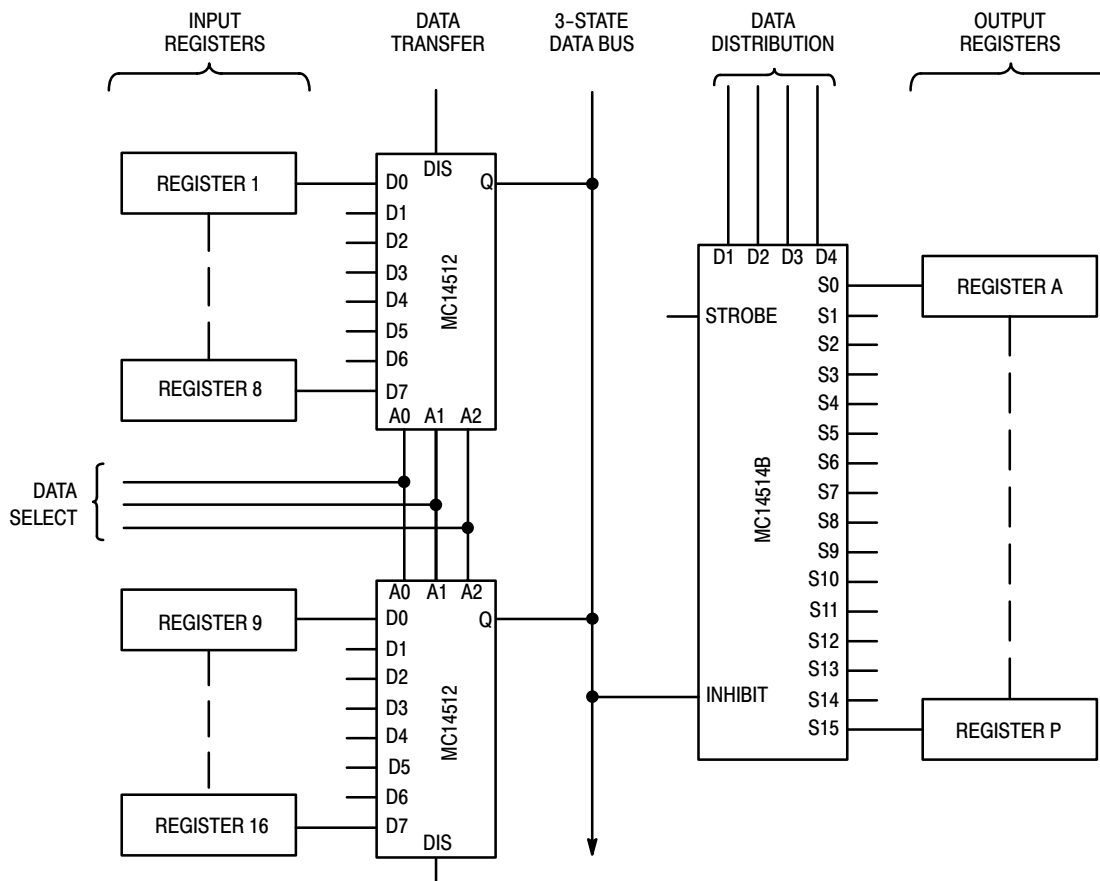 INPUT
REGISTERS
DATA
TRANSFER
3–STATE
DATA BUS
DATA
DISTRIBUTION
OUTPUT
REGISTERS
REGISTER 1
REGISTER 8
DIS
D0
D1
D2
D3
D4
D5
D6
D7
Q
MC14512
A0 A1 A2
DATA
SELECT
A0 A1 A2
REGISTER 9
REGISTER 16
D0
D1
D2
D3
D4
D5
D6
D7
Q
MC14512
DIS
D1 D2 D3 D4
STROBE
INHIBIT
MC14514B
S0
S1
S2
S3
S4
S5
S6
S7
S8
S9
S10
S11
S12
S13
S14
S15
REGISTER A
REGISTER P